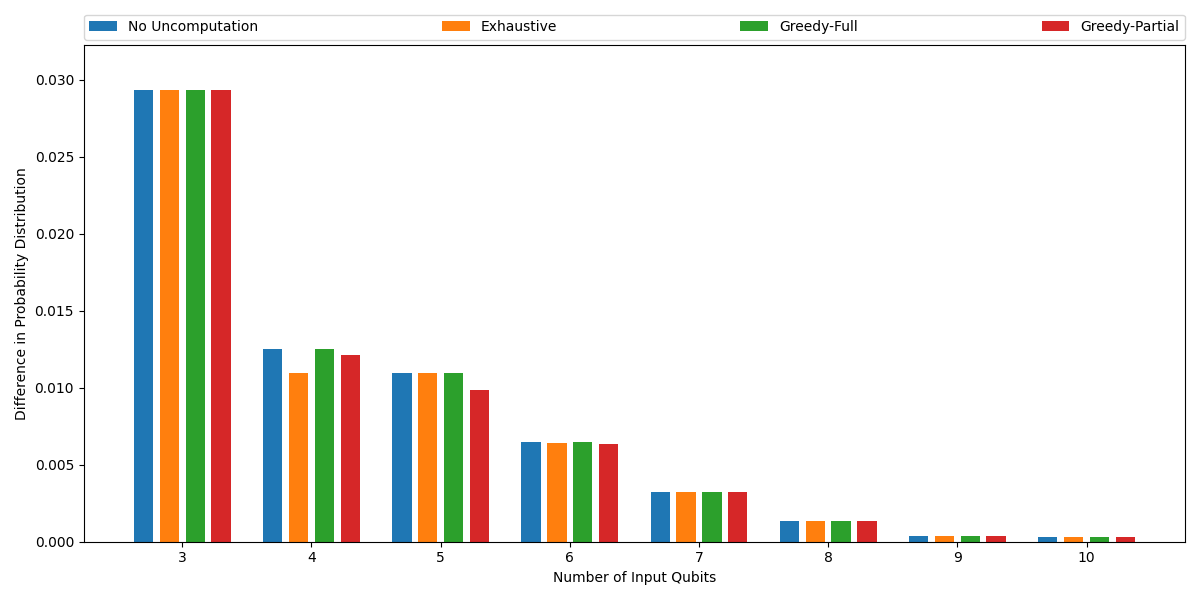 No Uncomputation
Exhaustive
Greedy-Full
Greedy-Partial
Difference in Probability Distribution
0.030
0.025
0.020
0.015
0.010
0.005
0.000
3 4 5 6 7 8 9 10
Number of Input Qubits